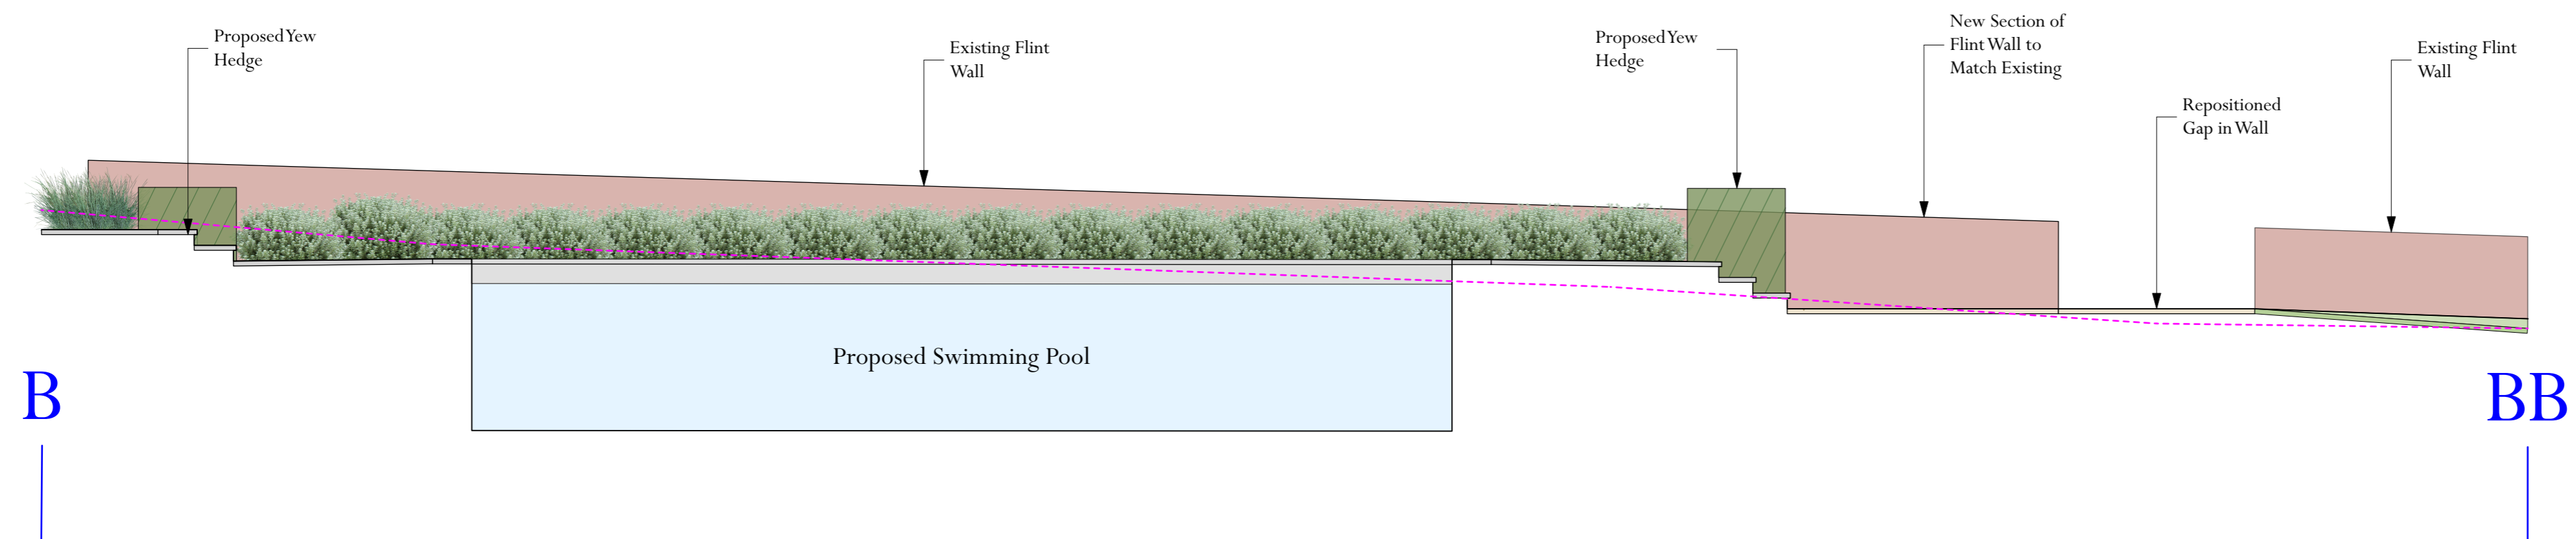 Proposed Yew
Hedge
Existing Flint
Wall
Proposed Yew
Hedge
New Section of
Flint Wall to
Match Existing
Repositioned
Gap in Wall
Existing Flint
Wall
Proposed Swimming Pool
B
BB